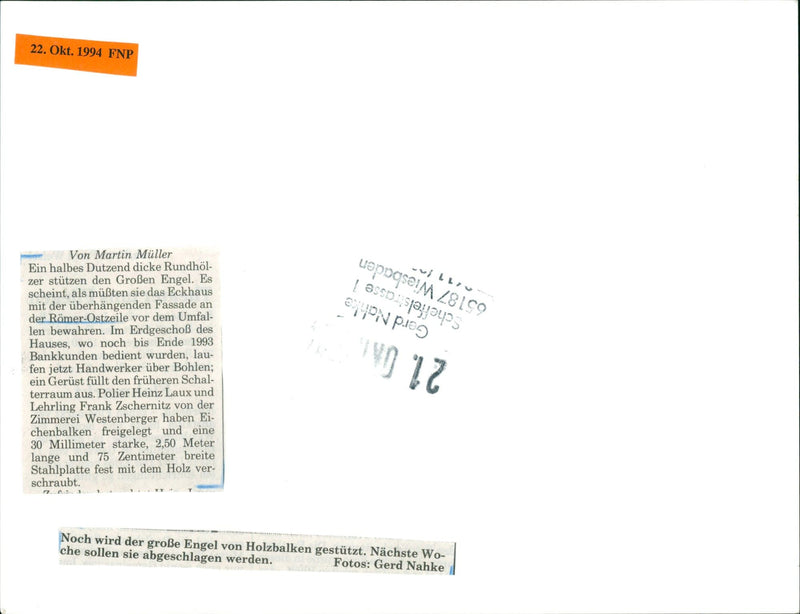 22. Okt. 1994 FNP
Von Martin Müller
Ein halbes Dutzend dicke Rundhöl-
zer stützen den Großen Engel. Es
scheint, als müßten sie das Eckhaus
mit der überhängenden Fassade an
der Römer-Ostzeile vor dem Umfal-
len bewahren. Im Erdgeschoß des
Hauses, wo noch bis Ende 1993
Bankkunden bedient wurden, lau-
fen jetzt Handwerker über Bohlen;
ein Gerüst füllt den früheren Schal-
terraum aus. Polier Heinz Laux und
Lehrling Frank Zschernitz von der
Zimmerei Westenberger haben Ei-
chenbalken freigelegt und eine
30 Millimeter starke, 2,50 Meter
lange und 75 Zentimeter breite
Stahlplatte fest mit dem Holz ver-
schraubt.
21.
Gerd Nahke
Scheffelstrasse 1
65187 Wiesbaden
Noch wird der große Engel von Holzbalken gestützt. Nächste Wo-
che sollen sie abgeschlagen werden. Fotos: Gerd Nahke